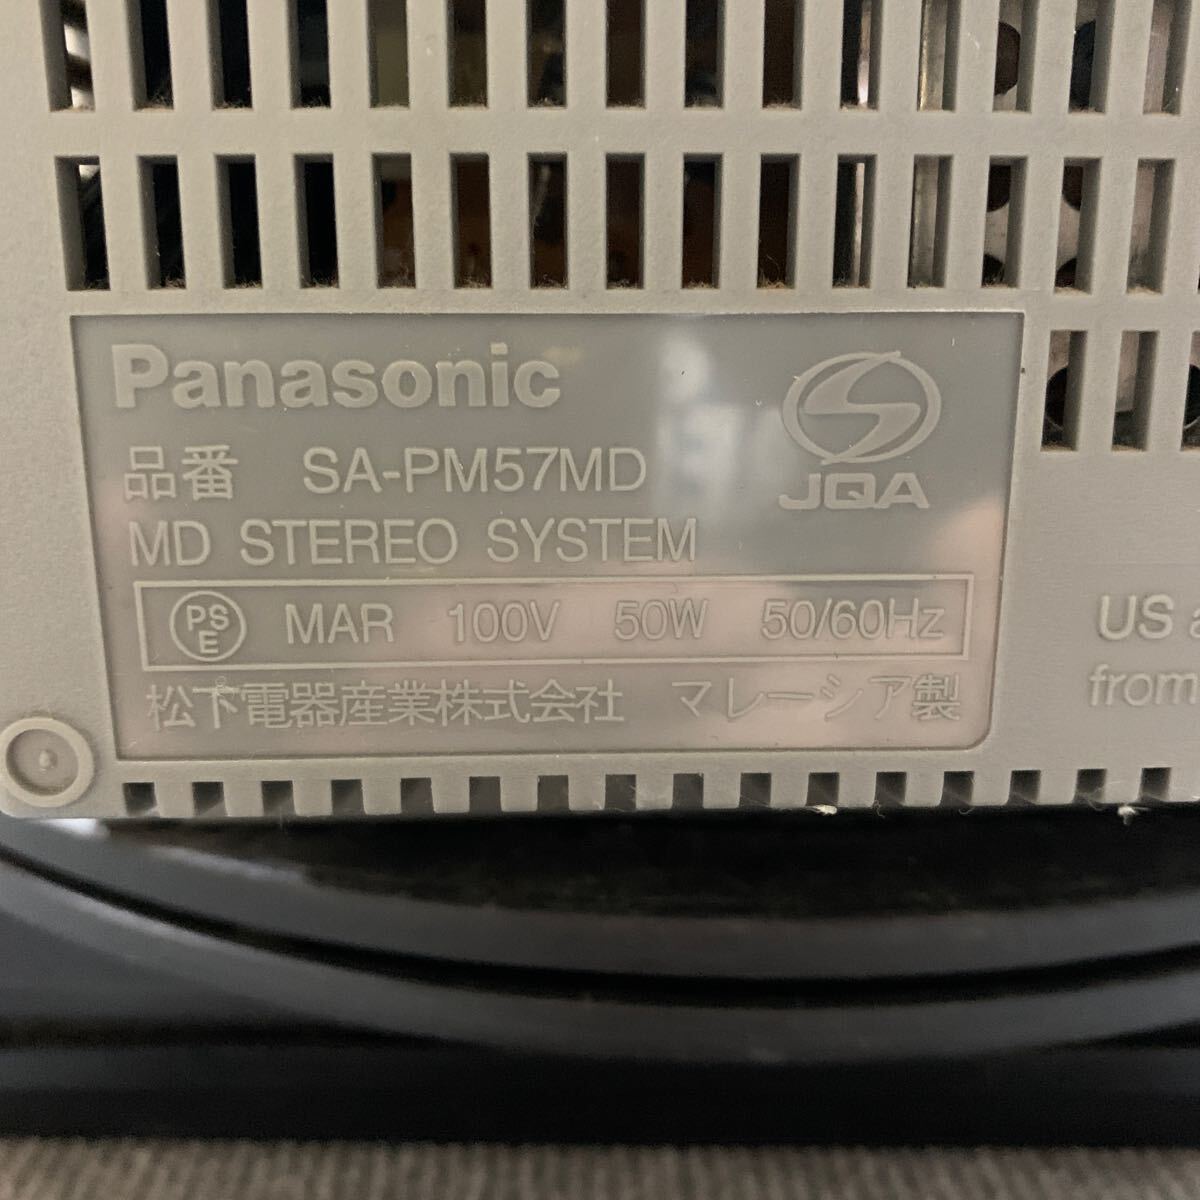 Panasonic
JQA
品番 SA-PM57MD
MD STEREO SYSTEM
PS E MAR 100V 50W 50/60Hz
松下電器産業株式会社 マレーシア製
US
from